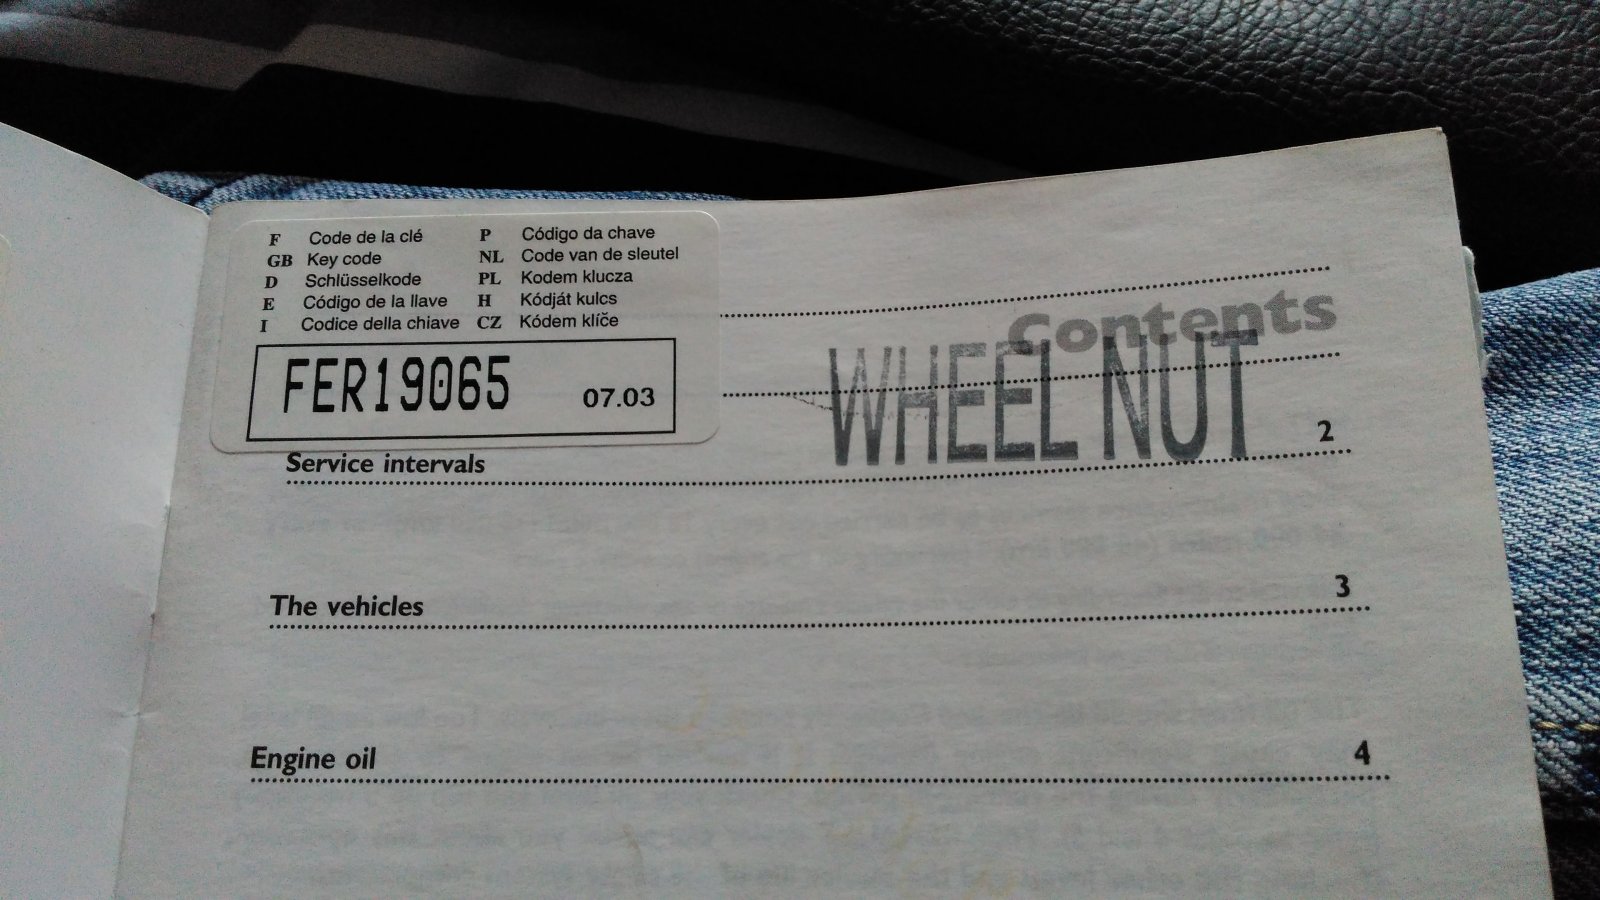 F Code de la clé
GB Key code
D Schlüsselkode
E Código de la llave
I Codice della chiave
P Código da chave
NL Code van de sleutel
PL Kodem klucza
H Kódját kulcs
CZ Kódem klíče
FER19065 07.03
Contents
WHEEL NUT
Service intervals 2
The vehicles 3
Engine oil 4